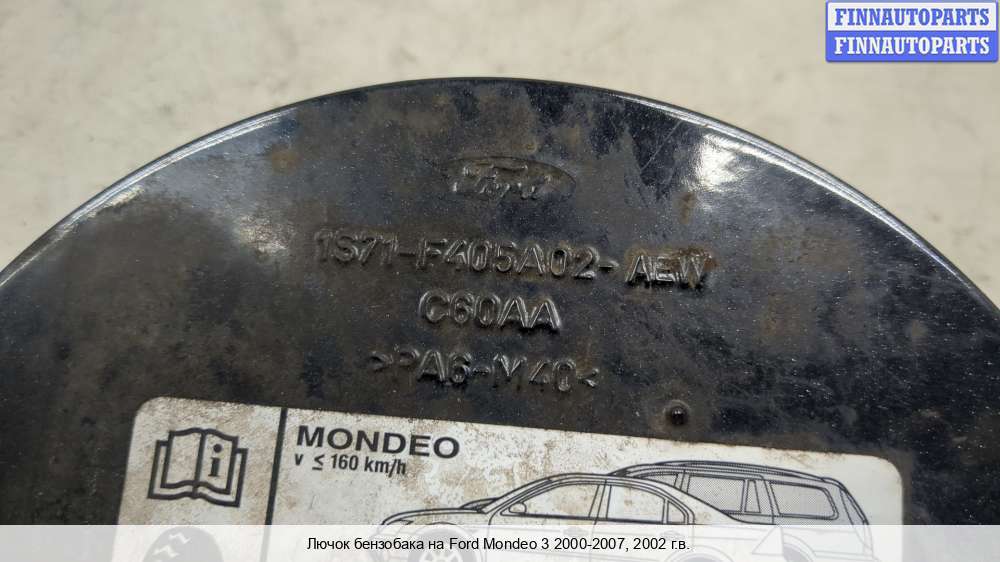 FINNAUTOPARTS
FINNAUTOPARTS
Ford
1S71-F405A02-AEW
C60AA
>PA6-M40<
MONDEO
v ≤ 160 km/h
Лючок бензобака на Ford Mondeo 3 2000-2007, 2002 г.в.